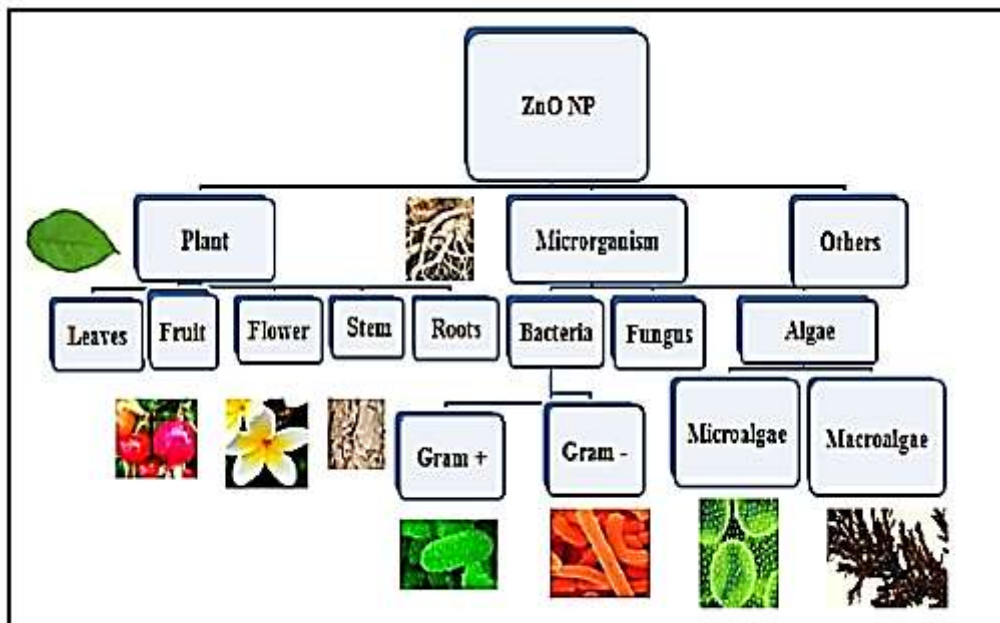 ZnO NP
Plant
Microrganism
Others
Leaves
Fruit
Flower
Stem
Roots
Bacteria
Fungus
Algae
Gram +
Gram -
Microalgae
Macroalgae